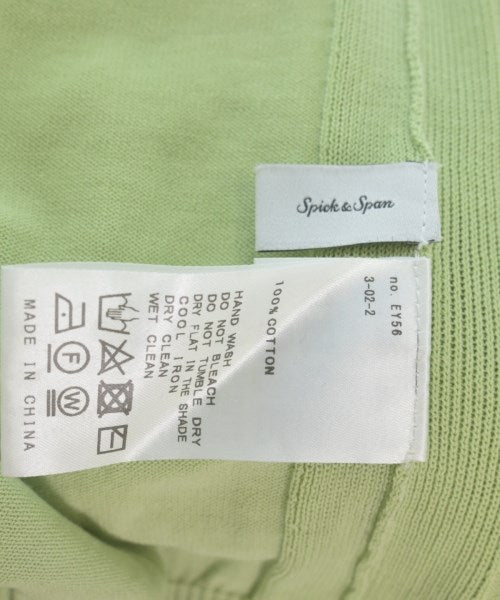 Spick & Span
no. EY56
3-02-2
100% COTTON
HAND WASH
DO NOT BLEACH
DO NOT TUMBLE DRY
DRY FLAT IN THE SHADE
COOL IRON
DRY CLEAN
WET CLEAN
F
W
MADE IN CHINA